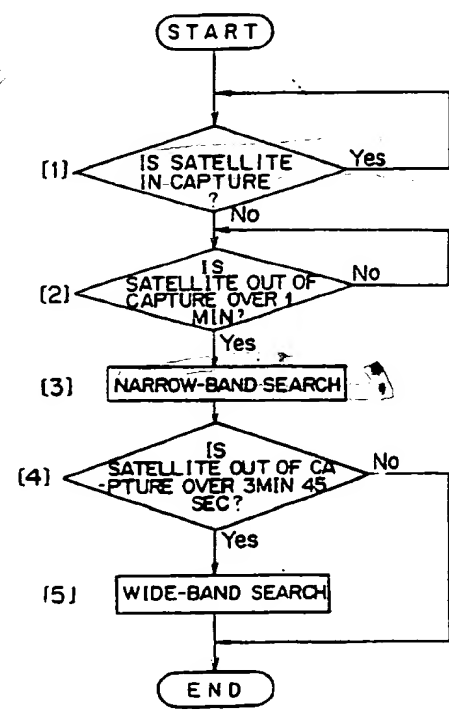 START
[1]
IS SATELLITE
IN CAPTURE
?
Yes
No
[2]
IS
SATELLITE OUT OF
CAPTURE OVER 1
MIN?
No
Yes
[3]
NARROW-BAND SEARCH
[4]
IS
SATELLITE OUT OF CA
-PTURE OVER 3MIN 45
SEC?
No
Yes
[5]
WIDE-BAND SEARCH
END